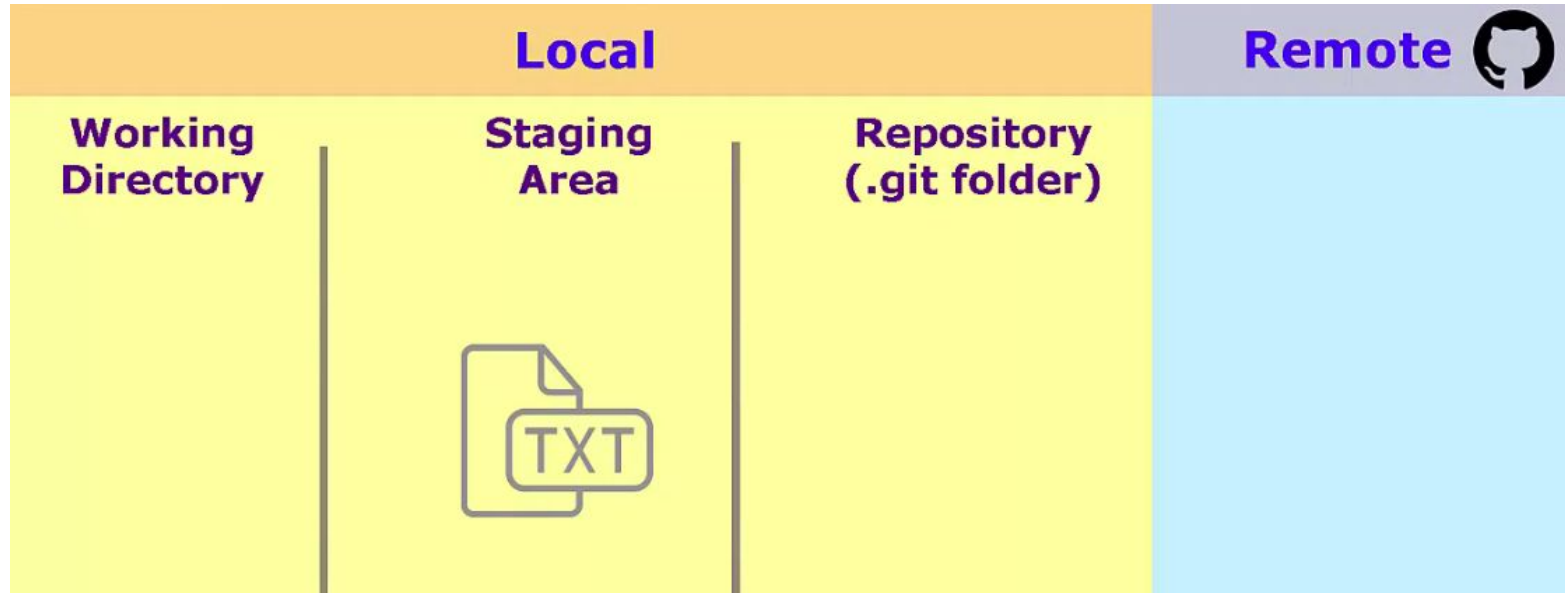 Local
Remote
Working
Directory
Staging
Area
Repository
(.git folder)
TXT